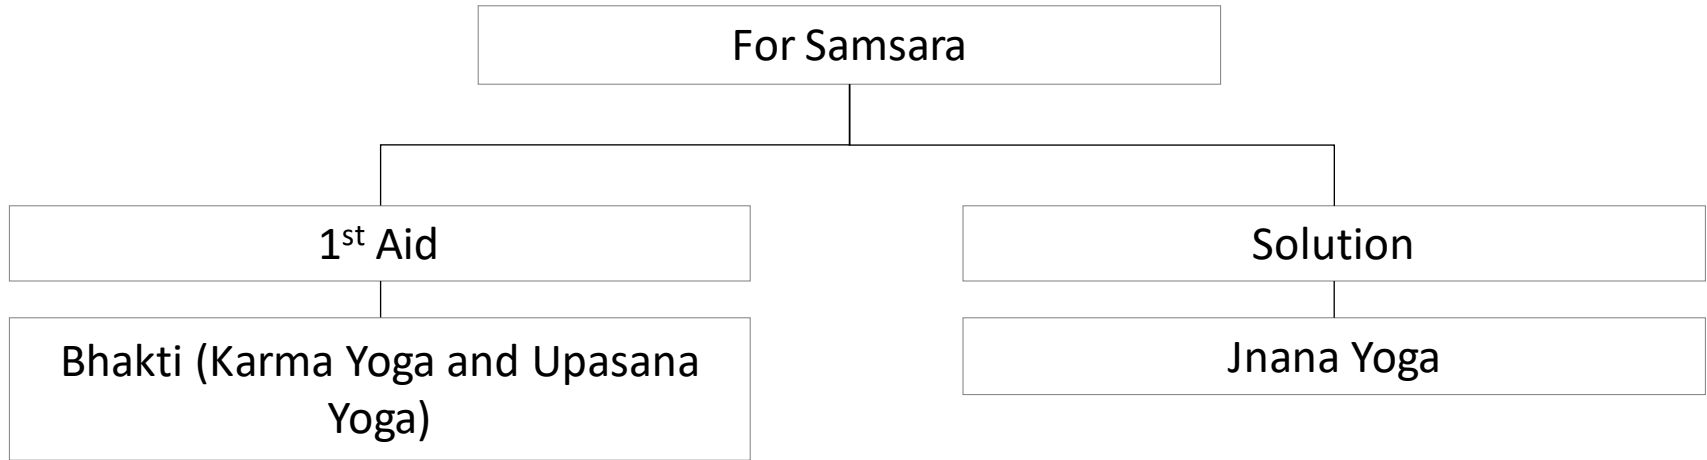 For Samsara
1st Aid
Solution
Bhakti (Karma Yoga and Upasana
Yoga)
Jnana Yoga